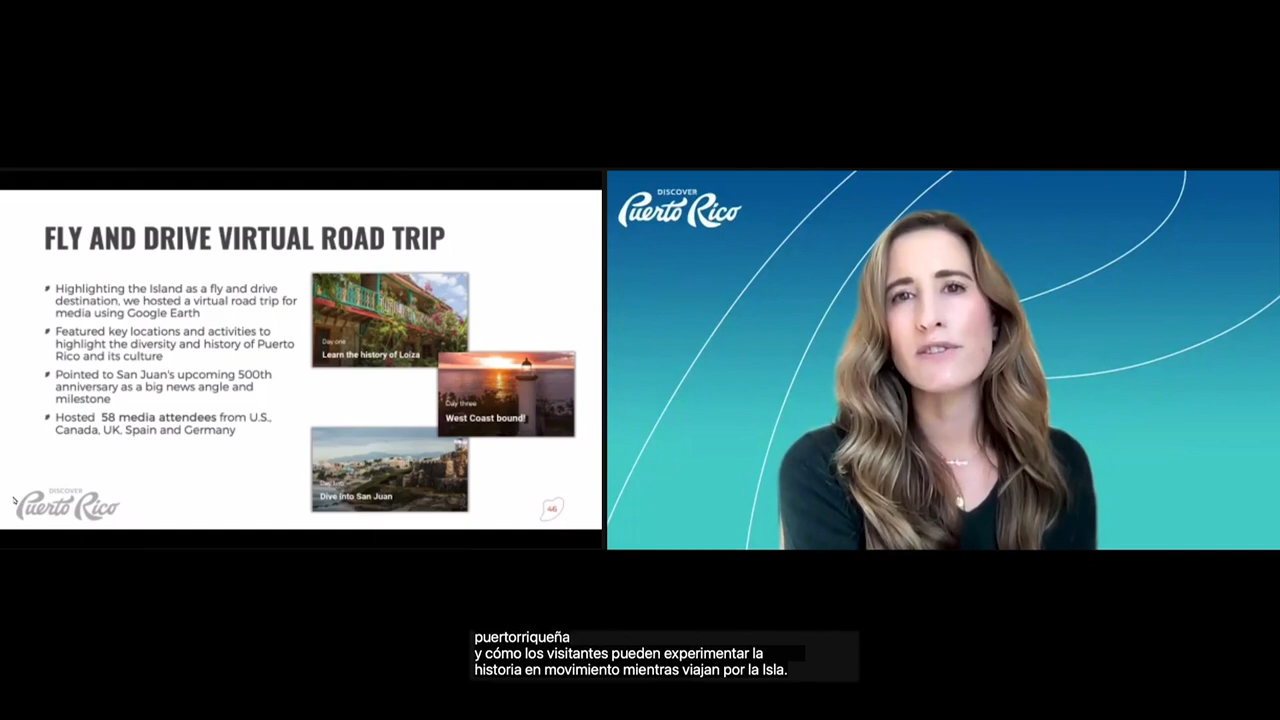 FLY AND DRIVE VIRTUAL ROAD TRIP
Highlighting the Island as a fly and drive
destination, we hosted a virtual road trip for
media using Google Earth
Featured key locations and activities to
highlight the diversity and history of Puerto
Rico and its culture
Pointed to San Juan's upcoming 500th
anniversary as a big news angle and
milestone
Hosted 58 media attendees from U.S.,
Canada, UK, Spain and Germany
Day one
Learn the history of Loiza
Day three
West Coast bound!
Dive into San Juan
DISCOVER
Puerto Rico
46
DISCOVER
Puerto Rico
puertorriqueña
y cómo los visitantes pueden experimentar la
historia en movimiento mientras viajan por la Isla.